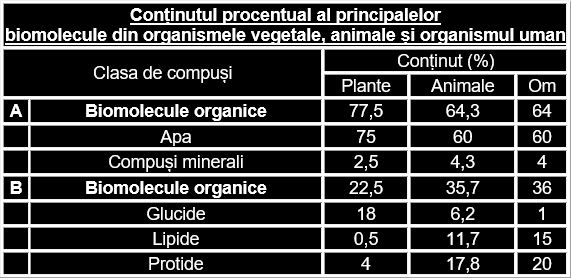 Conținutul procentual al principalelor
biomolecule din organismele vegetale, animale și organismul uman
Clasa de compuși Conținut (%)
Plante Animale Om
A Biomolecule organice 77,5 64,3 64
Apa 75 60 60
Compuși minerali 2,5 4,3 4
B Biomolecule organice 22,5 35,7 36
Glucide 18 6,2 1
Lipide 0,5 11,7 15
Protide 4 17,8 20